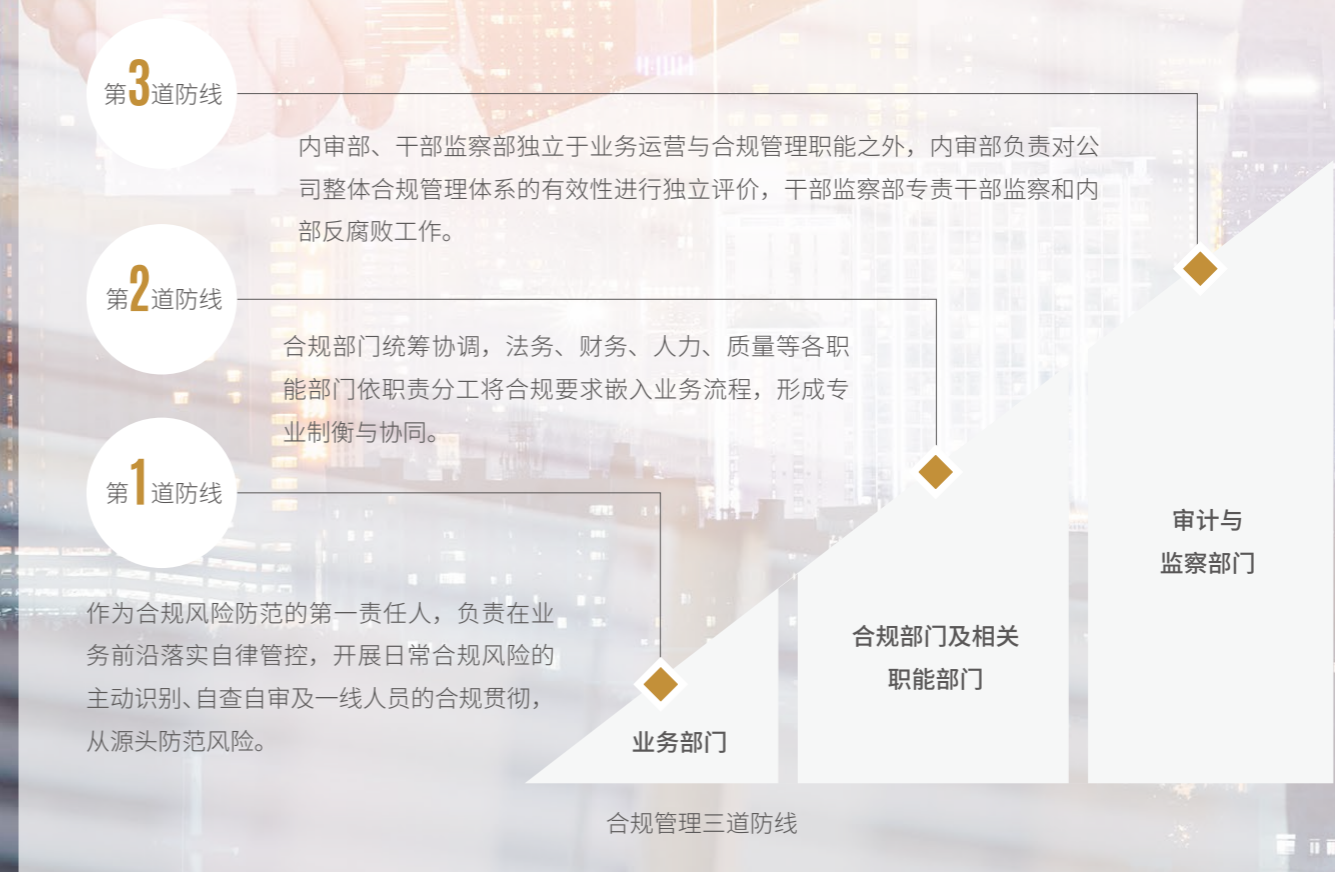 第3道防线
内审部、干部监察部独立于业务运营与合规管理职能之外，内审部负责对公
司整体合规管理体系的有效性进行独立评价，干部监察部专责干部监察和内
部反腐败工作。
第2道防线
合规部门统筹协调，法务、财务、人力、质量等各职
能部门依职责分工将合规要求嵌入业务流程，形成专
业制衡与协同。
第1道防线
作为合规风险防范的第一责任人，负责在业
务前沿落实自律管控，开展日常合规风险的
主动识别、自查自审及一线人员的合规贯彻，
从源头防范风险。
业务部门
合规部门及相关
职能部门
审计与
监察部门
合规管理三道防线